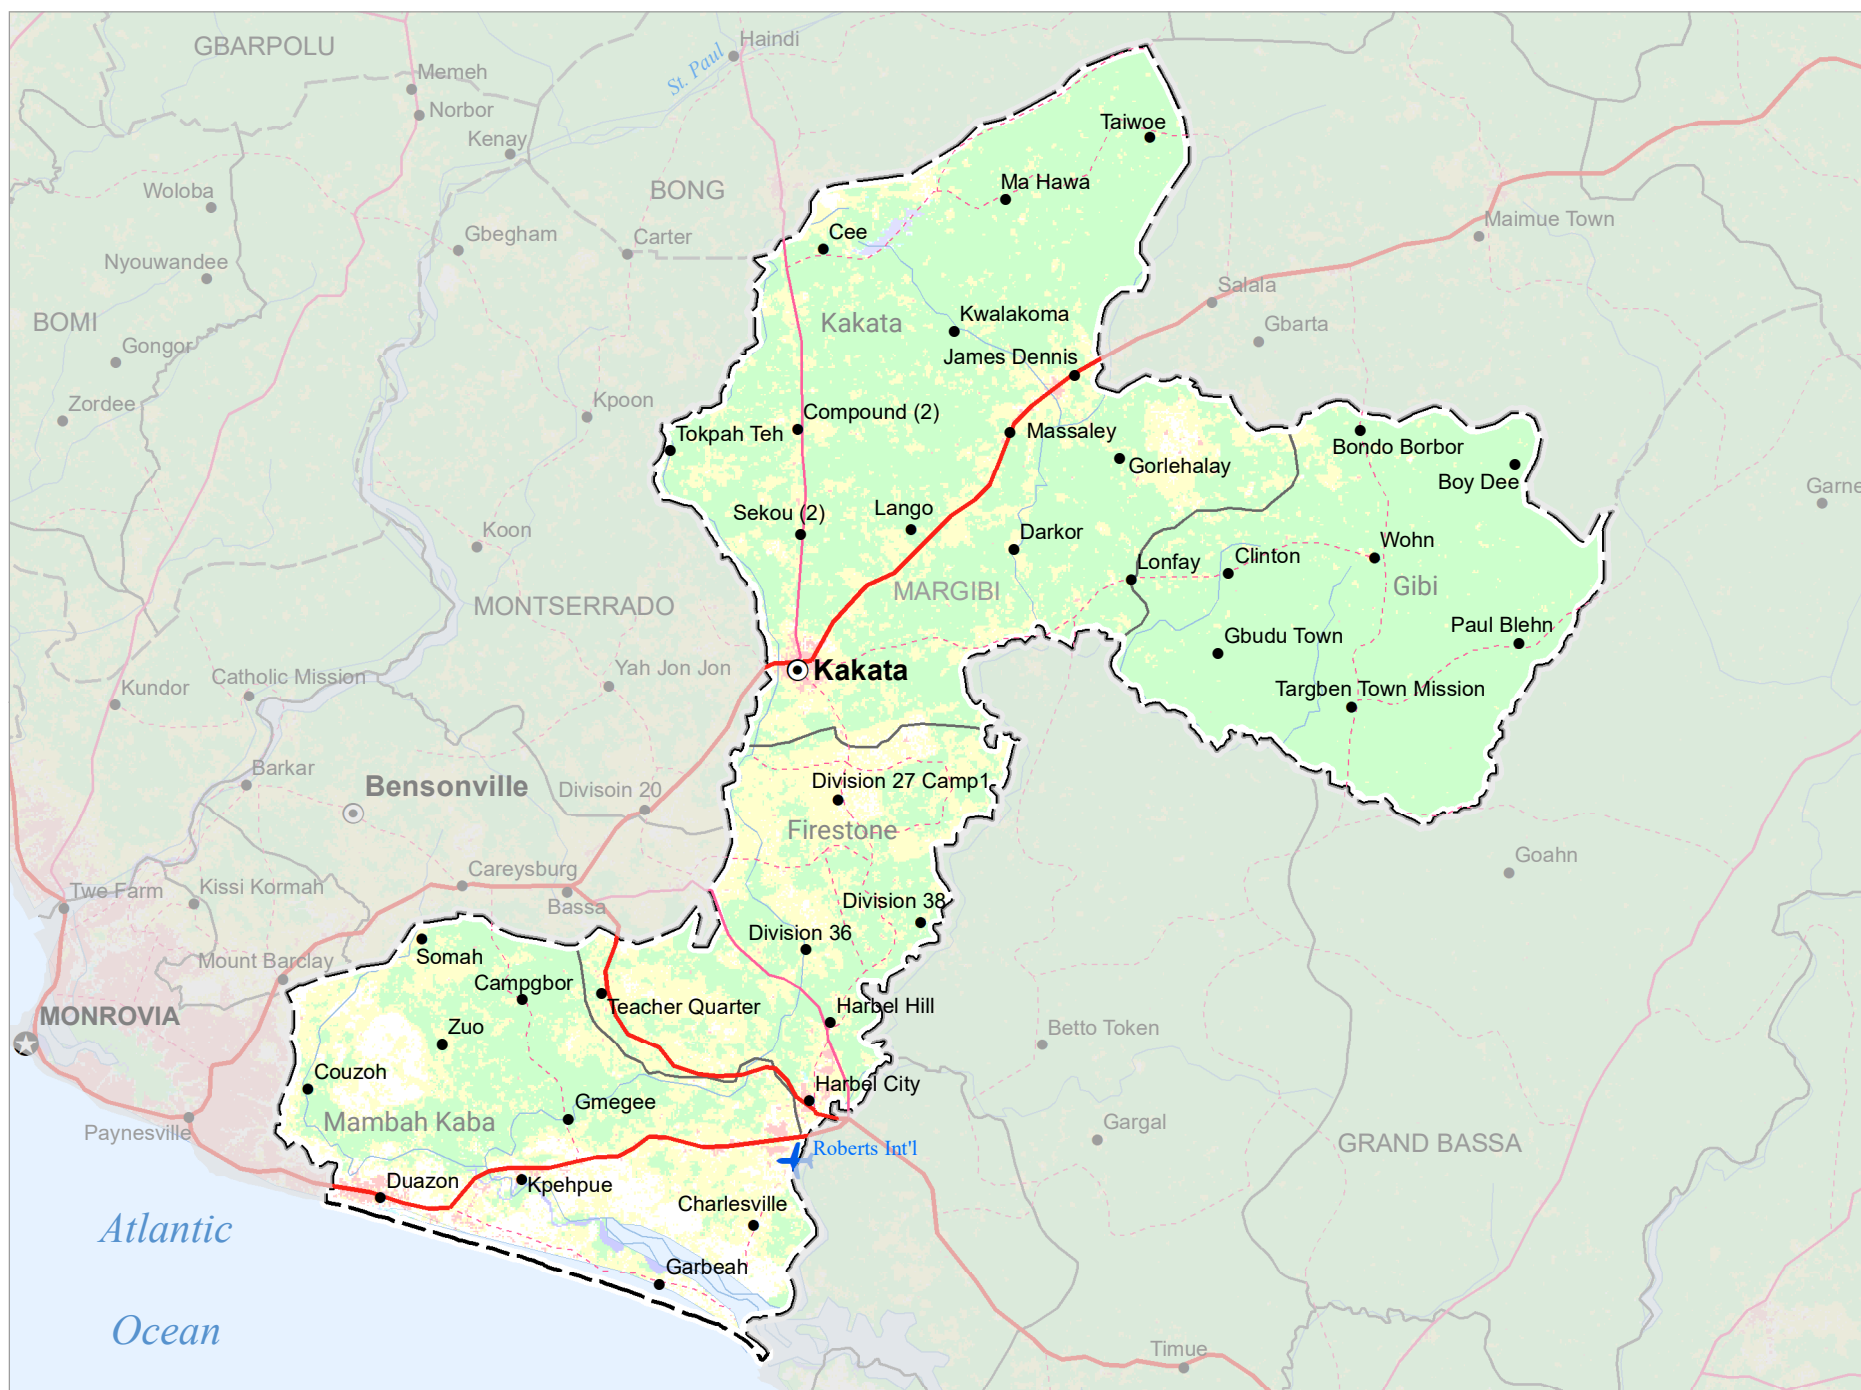 GBARPOLU
Haindi
St. Paul
Memeh
Norbor
Kenay
Taiwoe
Woloba
BONG
Ma Hawa
Maimue Town
Gbegham
Carter
Cee
Nyouwandee
Salala
BOMI
Kakata
Kwalakoma
Gbarta
Gongor
James Dennis
Zordee
Kpoon
Compound (2)
Tokpah Teh
Massaley
Bondo Borbor
Gorlehalay
Boy Dee
Garne
Sekou (2)
Lango
Koon
Darkor
Wohn
Lonfay
Clinton
MARGIBI
Gibi
MONTSERRADO
Gbudu Town
Paul Blehn
Yah Jon Jon
Kakata
Catholic Mission
Kundor
Targben Town Mission
Barkar
Bensonville
Divisoin 20
Division 27 Camp1
Firestone
Goahn
Careysburg
Twe Farm
Kissi Kormah
Bassa
Division 38
Division 36
Somah
Mount Barclay
Campgbor
Teacher Quarter
Harbel Hill
MONROVIA
Zuo
Betto Token
Couzoh
Harbel City
Gmegee
Mambah Kaba
Paynesville
Gargal
GRAND BASSA
Roberts Int'l
Duazon
Kpehpue
Charlesville
Atlantic
Garbeah
Ocean
Timue